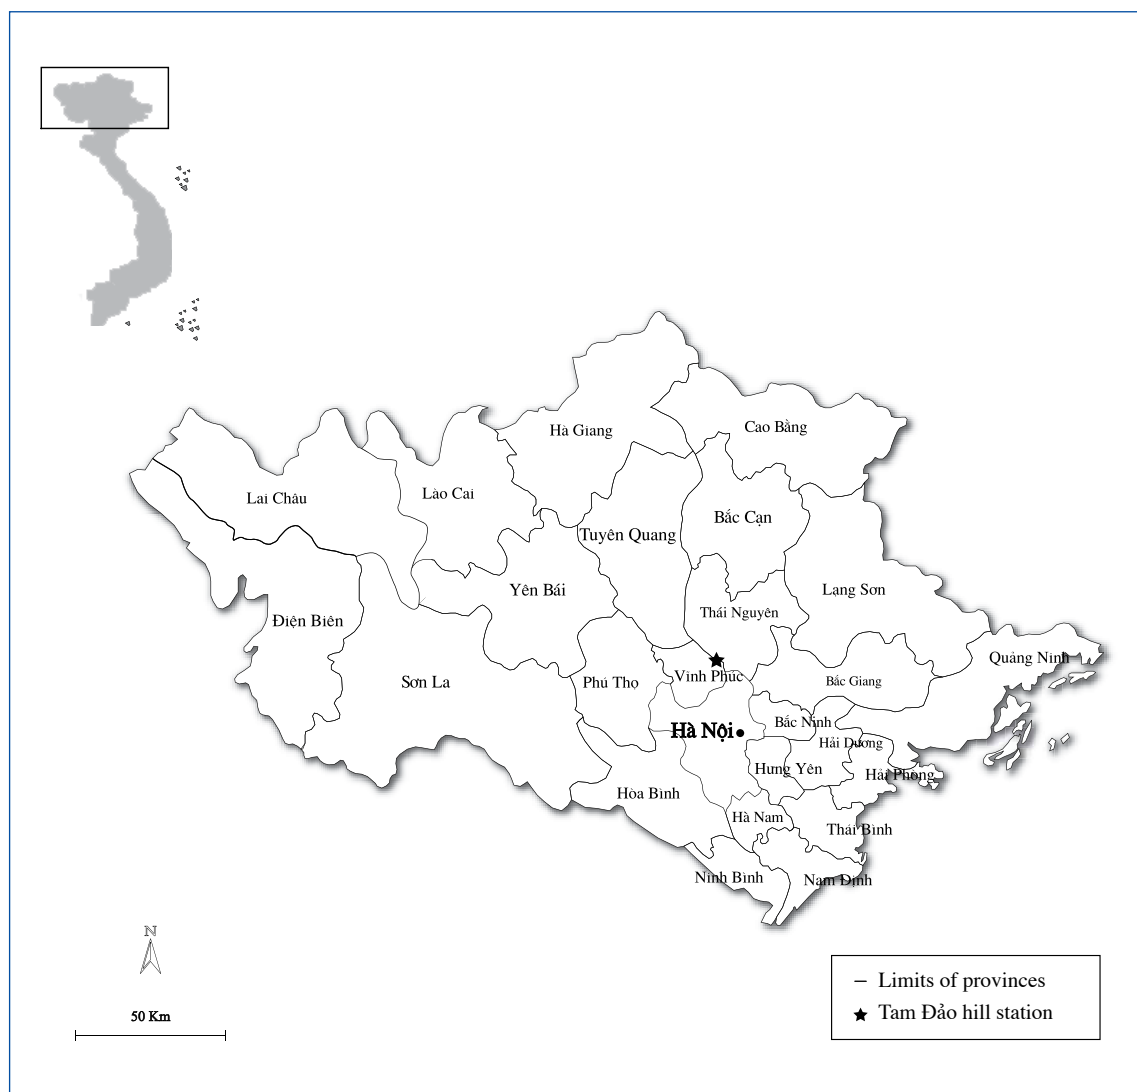 Hà Giang
Cao Bằng
Lai Châu
Lào Cai
Bắc Cạn
Tuyên Quang
Yên Bái
Lạng Sơn
Thái Nguyên
Điện Biên
Quảng Ninh
Sơn La
Phú Thọ
Vinh Phúc
Bắc Giang
Bắc Ninh
Hà Nội
Hải Dương
Hưng Yên
Hải Phòng
Hòa Bình
Hà Nam
Thái Bình
Ninh Bình
Nam Định
N
50 Km
Limits of provinces
Tam Đảo hill station